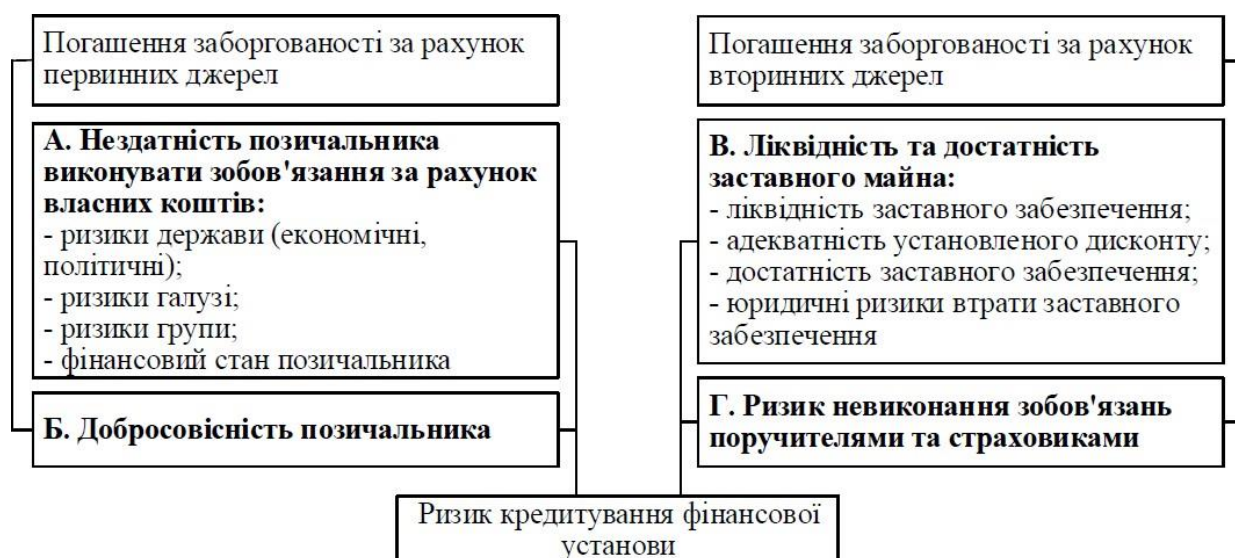 Погашення заборгованості за рахунок
первинних джерел
А. Нездатність позичальника
виконувати зобов'язання за рахунок
власних коштів:
- ризики держави (економічні,
політичні);
- ризики галузі;
- ризики групи;
- фінансовий стан позичальника
Б. Добросовісність позичальника
Погашення заборгованості за рахунок
вторинних джерел
В. Ліквідність та достатність
заставного майна:
- ліквідність заставного забезпечення;
- адекватність установленого дисконту;
- достатність заставного забезпечення;
- юридичні ризики втрати заставного
забезпечення
Г. Ризик невиконання зобов'язань
поручителями та страховиками
Ризик кредитування фінансової
установи